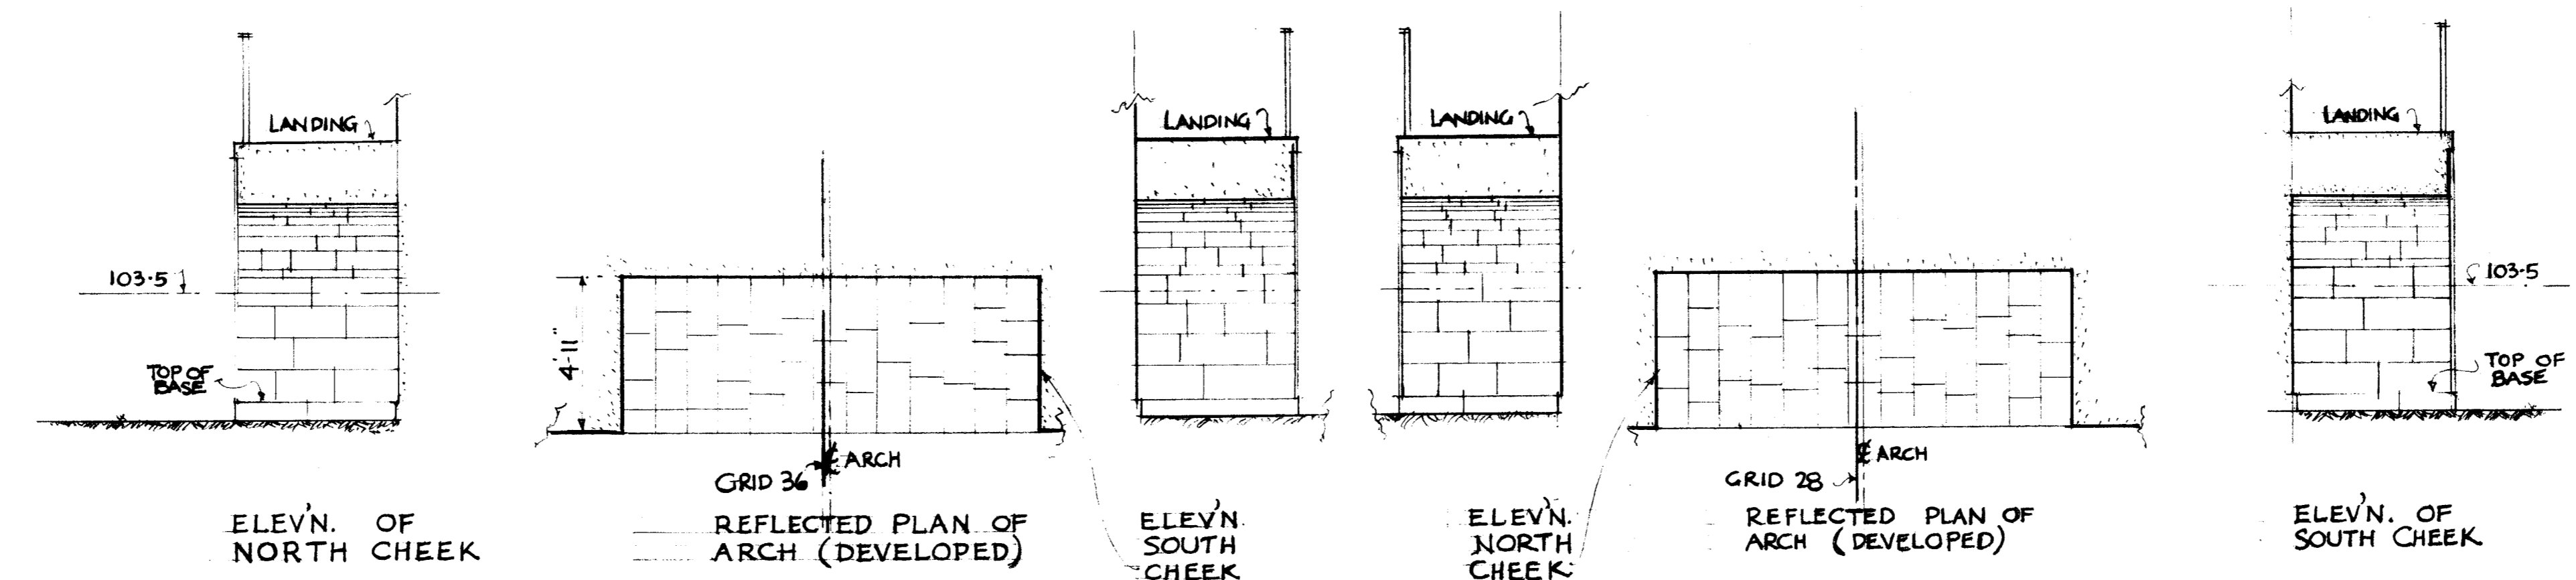 LANDING
103·5
TOP OF
BASE
ELEV'N. OF
NORTH CHEEK
4'-11"
GRID 36
℄ ARCH
REFLECTED PLAN OF
ARCH (DEVELOPED)
LANDING
ELEV'N.
SOUTH
CHEEK
LANDING
ELEV'N.
NORTH
CHEEK
GRID 28
℄ ARCH
REFLECTED PLAN OF
ARCH (DEVELOPED)
LANDING
103·5
TOP OF
BASE
ELEV'N. OF
SOUTH CHEEK